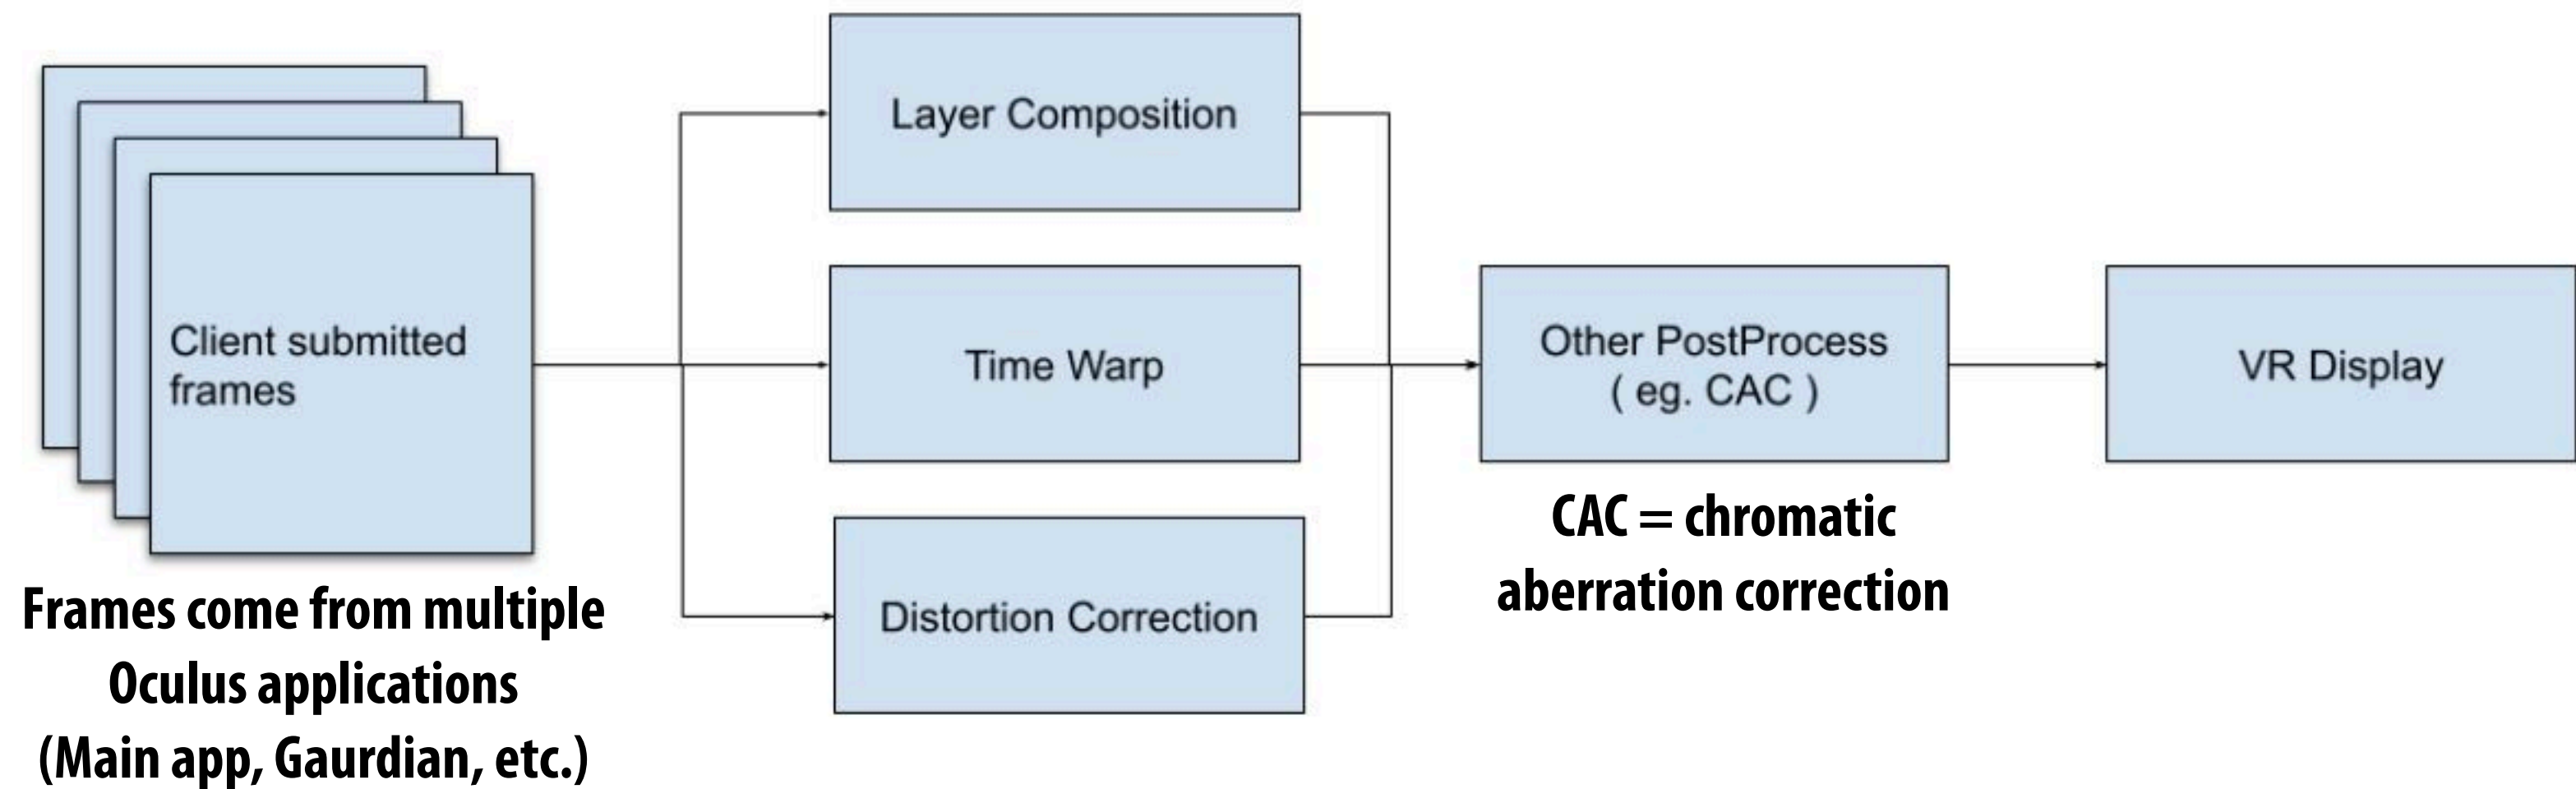 Client submitted
frames
Frames come from multiple
Oculus applications
(Main app, Gaurdian, etc.)
Layer Composition
Time Warp
Distortion Correction
Other PostProcess
( eg. CAC )
CAC = chromatic
aberration correction
VR Display